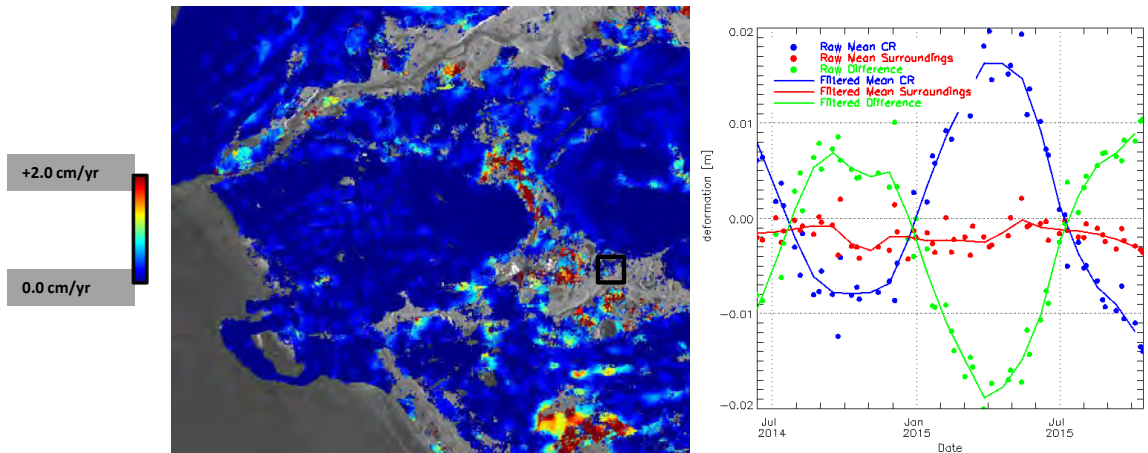 +2.0 cm/yr
0.0 cm/yr
0.02
0.01
0.00
-0.01
-0.02
deformation [m]
Raw Mean CR
Raw Mean Surroundings
Raw Difference
Filtered Mean CR
Filtered Mean Surroundings
Filtered Difference
Jul
2014
Jan
2015
Jul
2015
Date